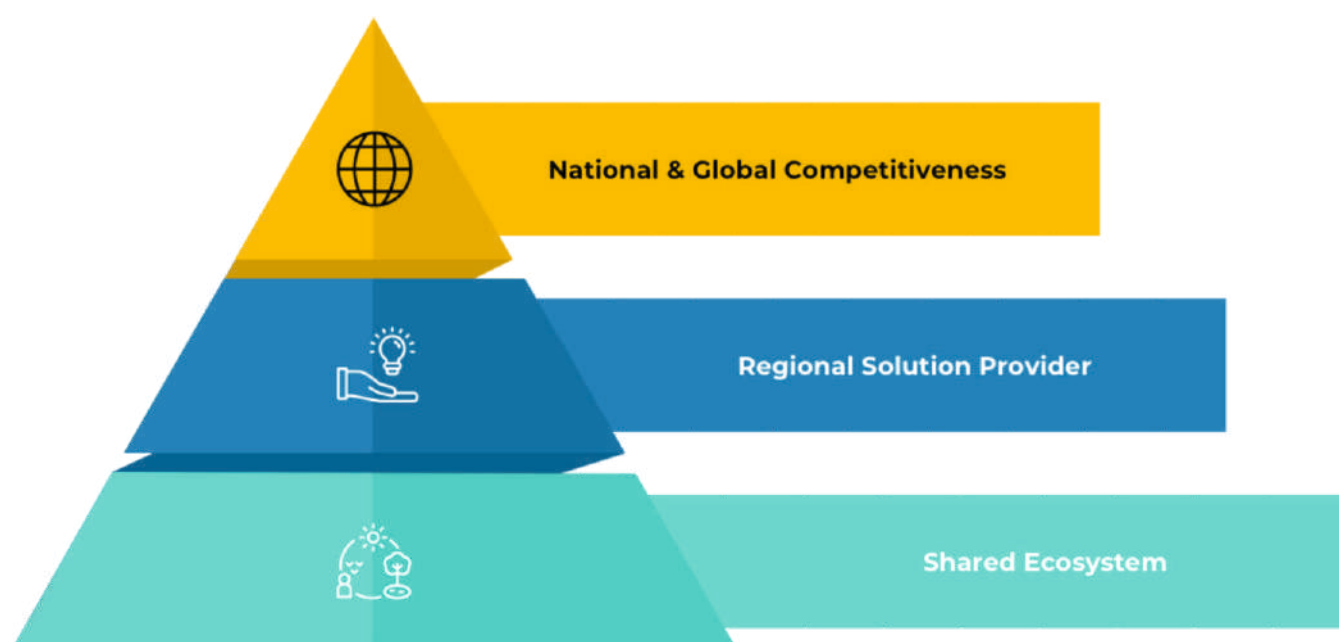 National & Global Competitiveness
Regional Solution Provider
Shared Ecosystem